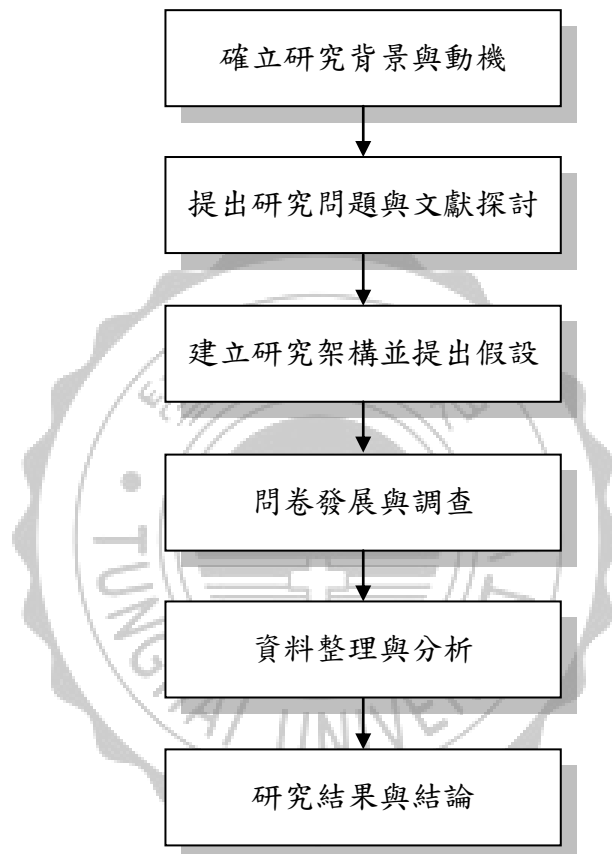 確立研究背景與動機
提出研究問題與文獻探討
建立研究架構並提出假設
問卷發展與調查
資料整理與分析
研究結果與結論